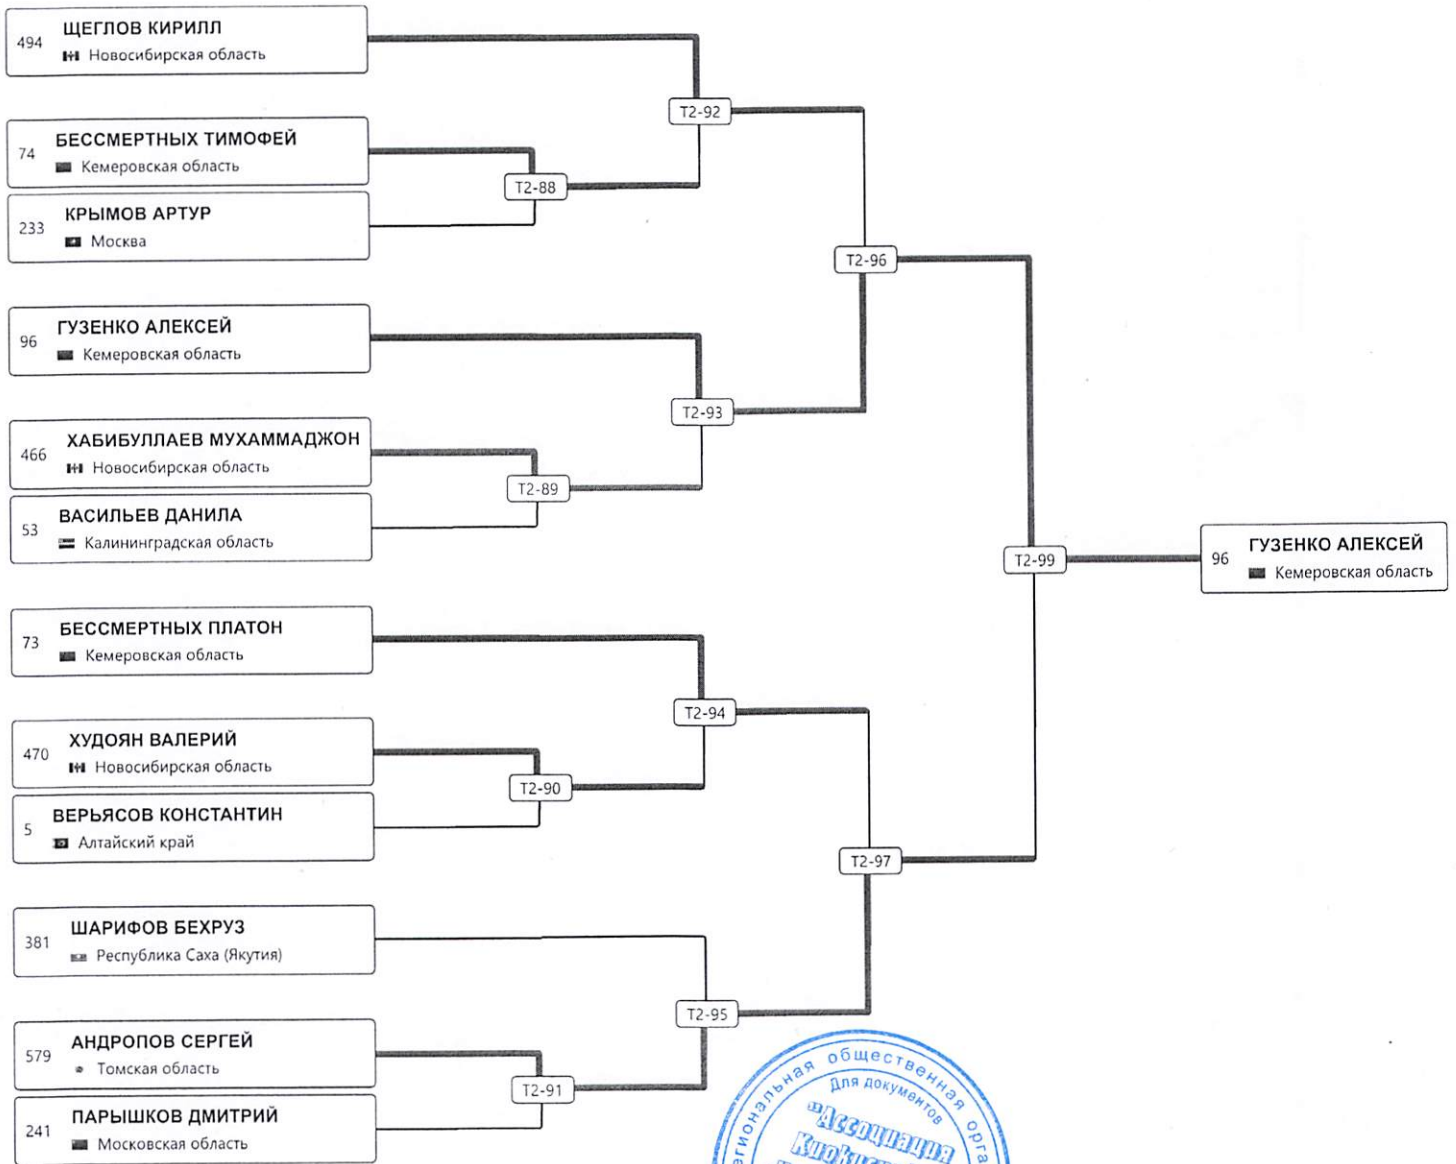 494 ЩЕГЛОВ КИРИЛЛ
Новосибирская область
T2-92
74 БЕССМЕРТНЫХ ТИМОФЕЙ
Кемеровская область
T2-88
233 КРЫМОВ АРТУР
Москва
T2-96
96 ГУЗЕНКО АЛЕКСЕЙ
Кемеровская область
T2-93
466 ХАБИБУЛЛАЕВ МУХАММАДЖОН
Новосибирская область
T2-89
53 ВАСИЛЬЕВ ДАНИЛА
Калининградская область
T2-99
96 ГУЗЕНКО АЛЕКСЕЙ
Кемеровская область
73 БЕССМЕРТНЫХ ПЛАТОН
Кемеровская область
T2-94
470 ХУДОЯН ВАЛЕРИЙ
Новосибирская область
T2-90
5 ВЕРЬЯСОВ КОНСТАНТИН
Алтайский край
T2-97
381 ШАРИФОВ БЕХРУЗ
Республика Саха (Якутия)
T2-95
579 АНДРОПОВ СЕРГЕЙ
Томская область
T2-91
241 ПАРЫШКОВ ДМИТРИЙ
Московская область
общественная
Для документов
"Ассоциация